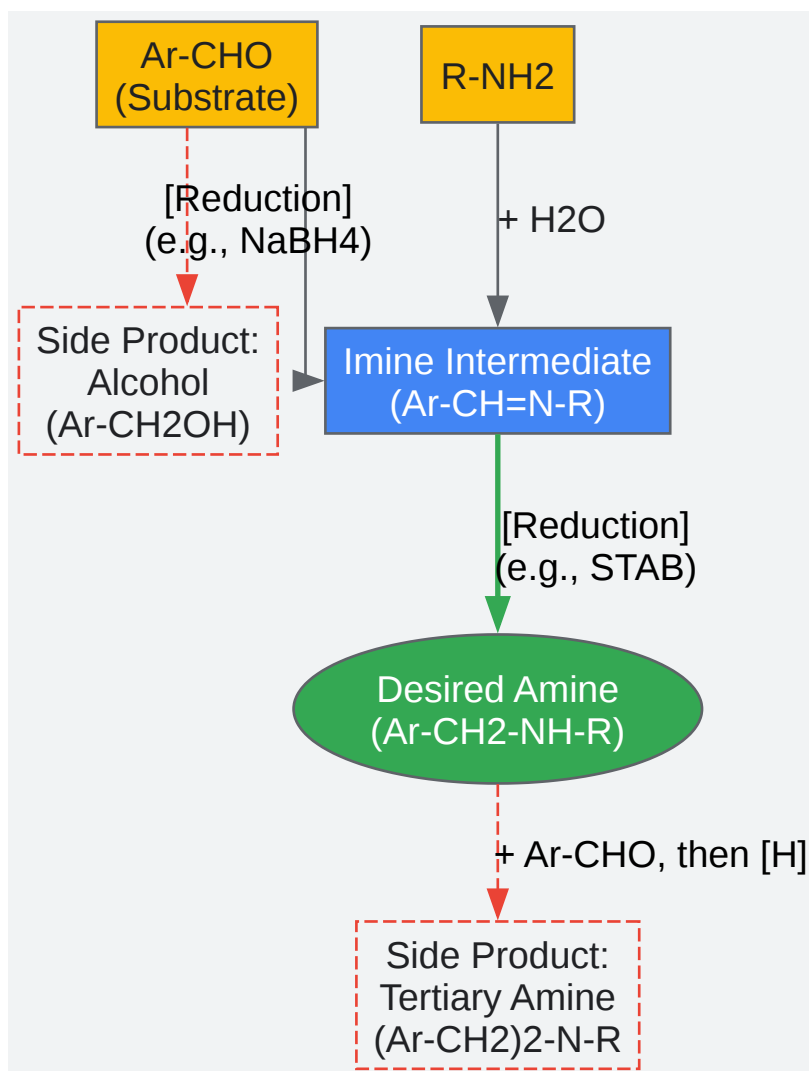 Ar-CHO
(Substrate)
R-NH2
[Reduction]
(e.g., NaBH4)
+ H2O
Side Product:
Alcohol
(Ar-CH2OH)
Imine Intermediate
(Ar-CH=N-R)
[Reduction]
(e.g., STAB)
Desired Amine
(Ar-CH2-NH-R)
+ Ar-CHO, then [H]
Side Product:
Tertiary Amine
(Ar-CH2)2-N-R